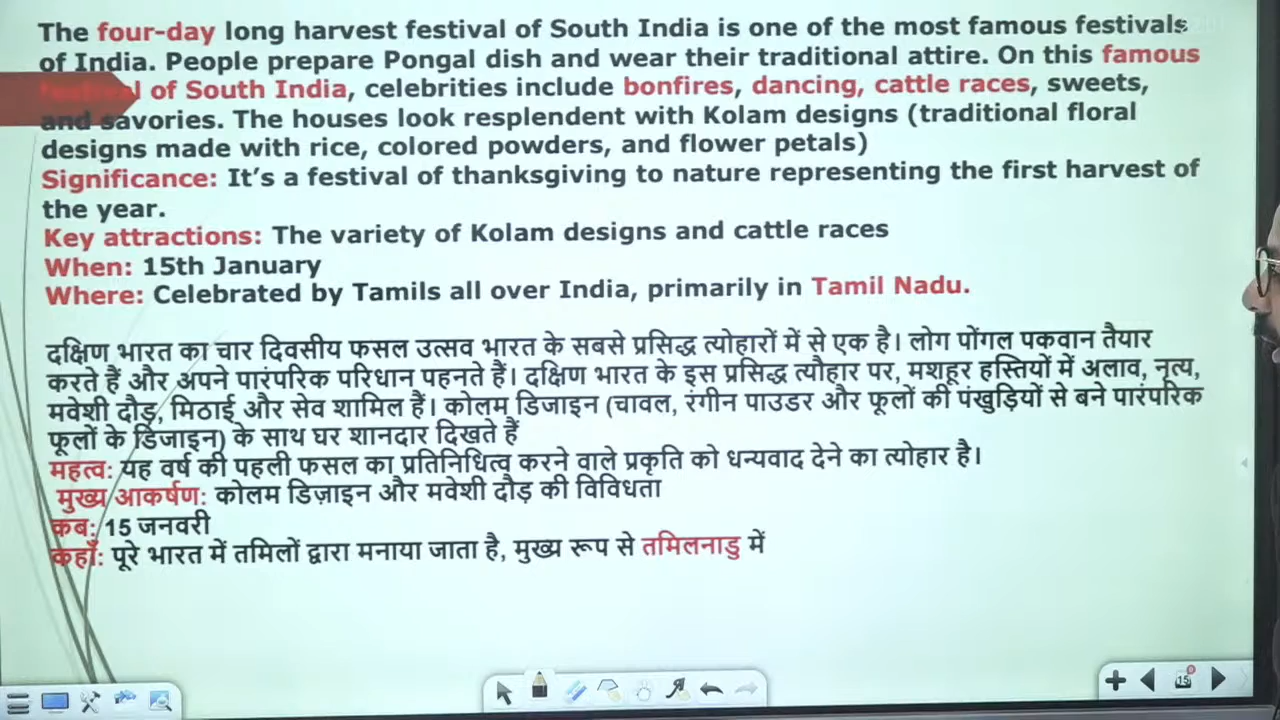 The four-day long harvest festival of South India is one of the most famous festivals
of India. People prepare Pongal dish and wear their traditional attire. On this famous
festival of South India, celebrities include bonfires, dancing, cattle races, sweets,
and savories. The houses look resplendent with Kolam designs (traditional floral
designs made with rice, colored powders, and flower petals)
Significance: It’s a festival of thanksgiving to nature representing the first harvest of
the year.
Key attractions: The variety of Kolam designs and cattle races
When: 15th January
Where: Celebrated by Tamils all over India, primarily in Tamil Nadu.
दक्षिण भारत का चार दिवसीय फसल उत्सव भारत के सबसे प्रसिद्ध त्योहारों में से एक है। लोग पोंगल पकवान तैयार
करते हैं और अपने पारंपरिक परिधान पहनते हैं। दक्षिण भारत के इस प्रसिद्ध त्यौहार पर, मशहूर हस्तियों में अलाव, नृत्य,
मवेशी दौड़, मिठाई और सेव शामिल हैं। कोलम डिजाइन (चावल, रंगीन पाउडर और फूलों की पंखुड़ियों से बने पारंपरिक
फूलों के डिजाइन) के साथ घर शानदार दिखते हैं
महत्व: यह वर्ष की पहली फसल का प्रतिनिधित्व करने वाले प्रकृति को धन्यवाद देने का त्योहार है।
मुख्य आकर्षण: कोलम डिज़ाइन और मवेशी दौड़ की विविधता
कब: 15 जनवरी
कहाँ: पूरे भारत में तमिलों द्वारा मनाया जाता है, मुख्य रूप से तमिलनाडु में
15